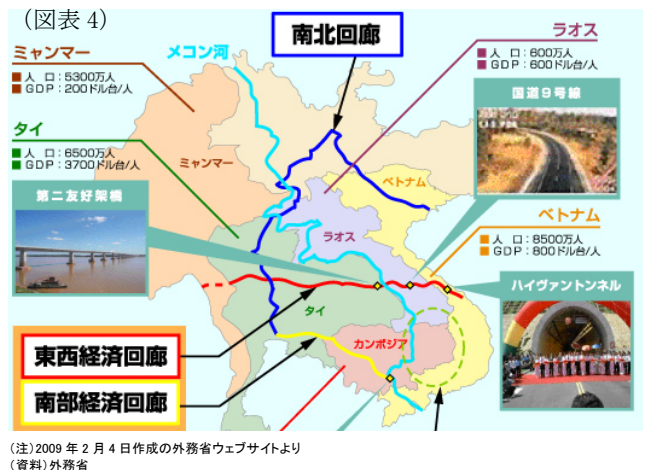 (図表4)
南北回廊
ラオス
■人 口:600万人
■GDP:600ドル台/人
ミャンマー
■人 口:5300万人
■GDP:200ドル台/人
メコン河
国道9号線
タイ
■人 口:6500万人
■GDP:3700ドル台/人
ミャンマー
ベトナム
第二友好架橋
ラオス
ベトナム
■人 口:8500万人
■GDP:800ドル台/人
ハイヴァントンネル
タイ
カンボジア
東西経済回廊
南部経済回廊
(注)2009年2月4日作成の外務省ウェブサイトより
(資料)外務省